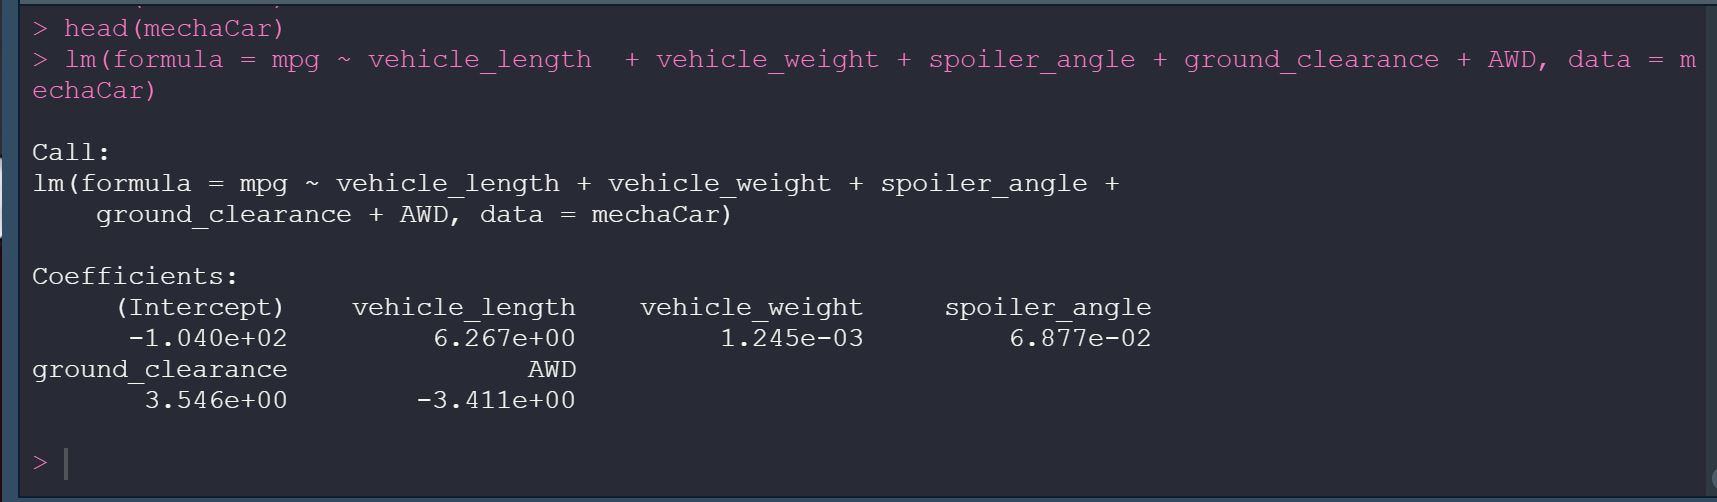 > head(mechaCar)
> lm(formula = mpg ~ vehicle_length  + vehicle_weight + spoiler_angle + ground_clearance + AWD, data = m
echaCar)
Call:
lm(formula = mpg ~ vehicle_length + vehicle_weight + spoiler_angle +
    ground_clearance + AWD, data = mechaCar)
Coefficients:
     (Intercept)    vehicle_length    vehicle_weight     spoiler_angle
      -1.040e+02         6.267e+00         1.245e-03         6.877e-02
ground_clearance               AWD
       3.546e+00        -3.411e+00
>